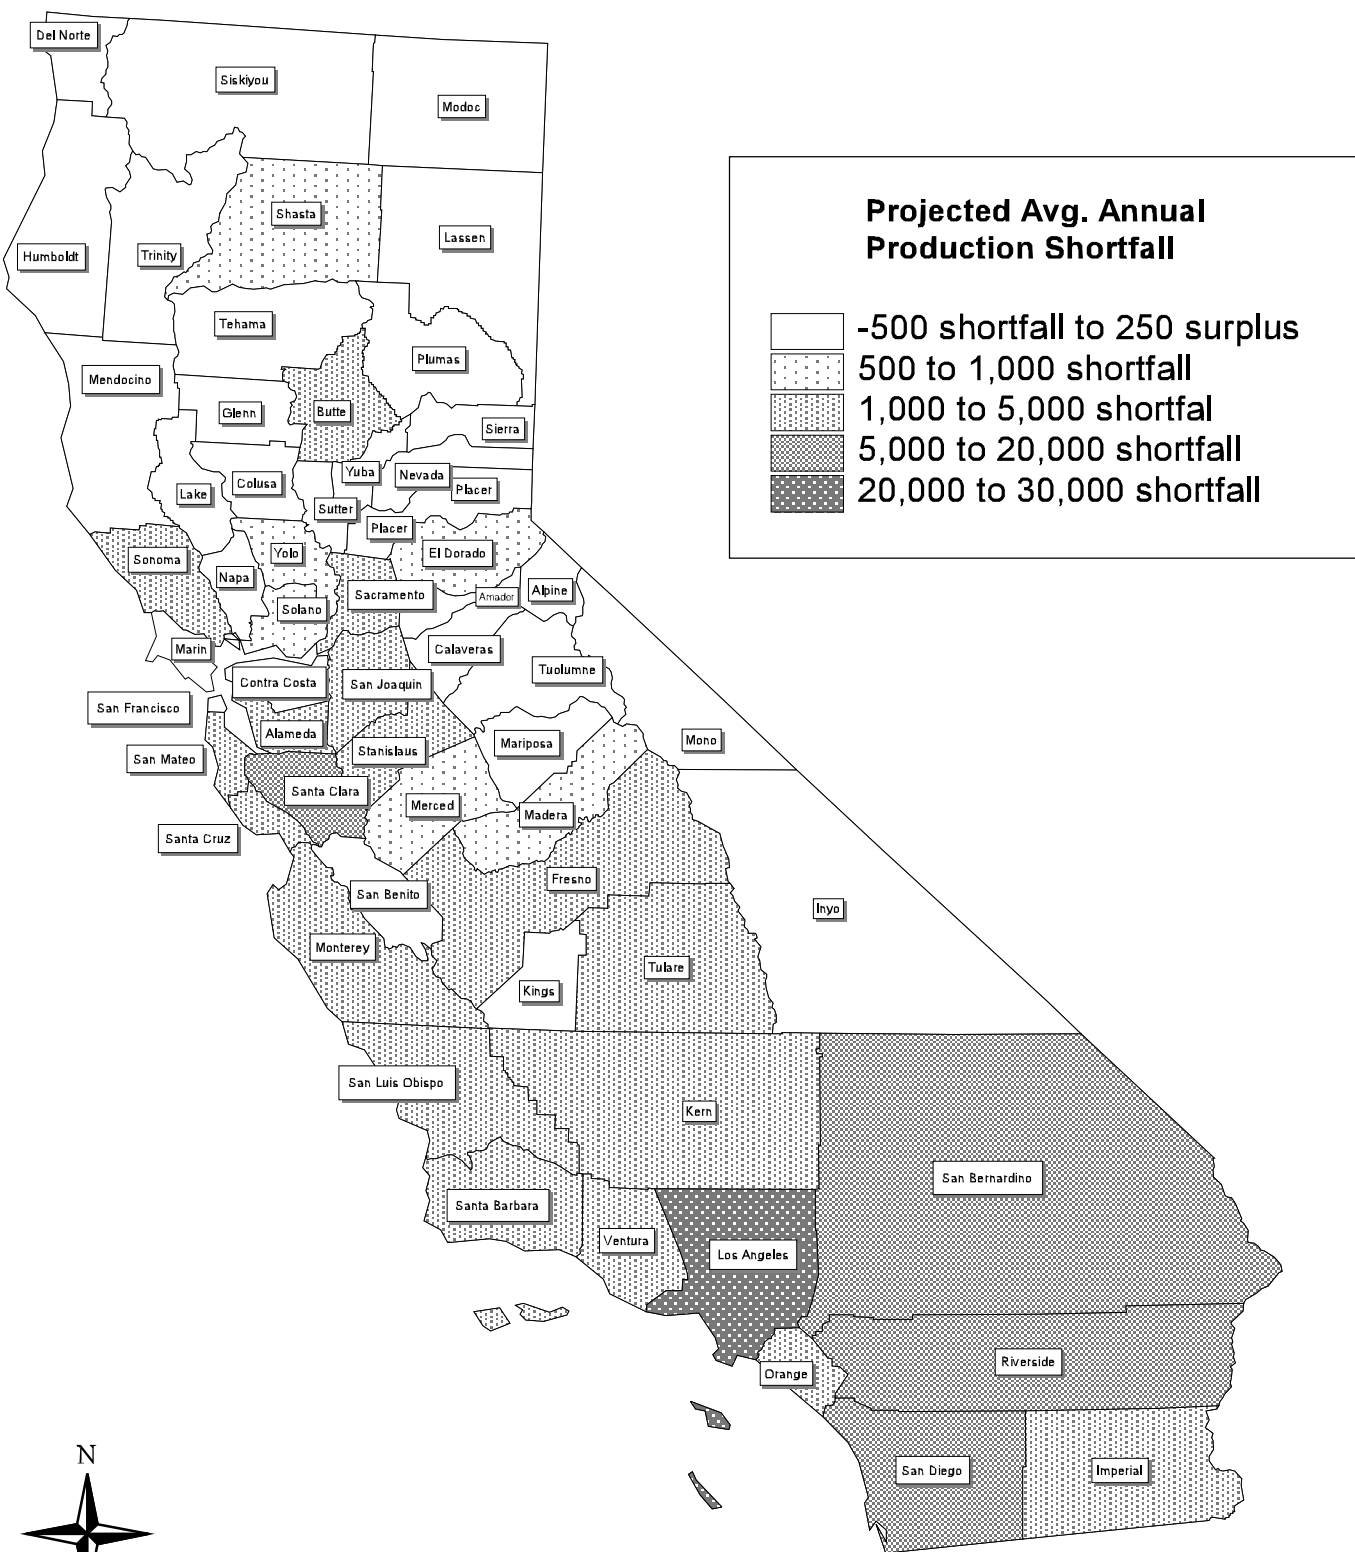 Del Norte
Siskiyou
Modoc
Projected Avg. Annual
Production Shortfall
Shasta
Lassen
Humboldt
Trinity
-500 shortfall to 250 surplus
500 to 1,000 shortfall
1,000 to 5,000 shortfal
5,000 to 20,000 shortfall
20,000 to 30,000 shortfall
Tehama
Plumas
Mendocino
Glenn
Butte
Sierra
Yuba
Nevada
Colusa
Placer
Lake
Sutter
Placer
Sonoma
Yolo
El Dorado
Napa
Alpine
Sacramento
Amador
Solano
Marin
Calaveras
Tuolumne
Contra Costa
San Joaquin
San Francisco
Alameda
Mono
Mariposa
Stanislaus
San Mateo
Santa Clara
Merced
Madera
Santa Cruz
Fresno
San Benito
Inyo
Monterey
Tulare
Kings
San Luis Obispo
Kern
San Bernardino
Santa Barbara
Ventura
Los Angeles
Riverside
Orange
N
San Diego
Imperial